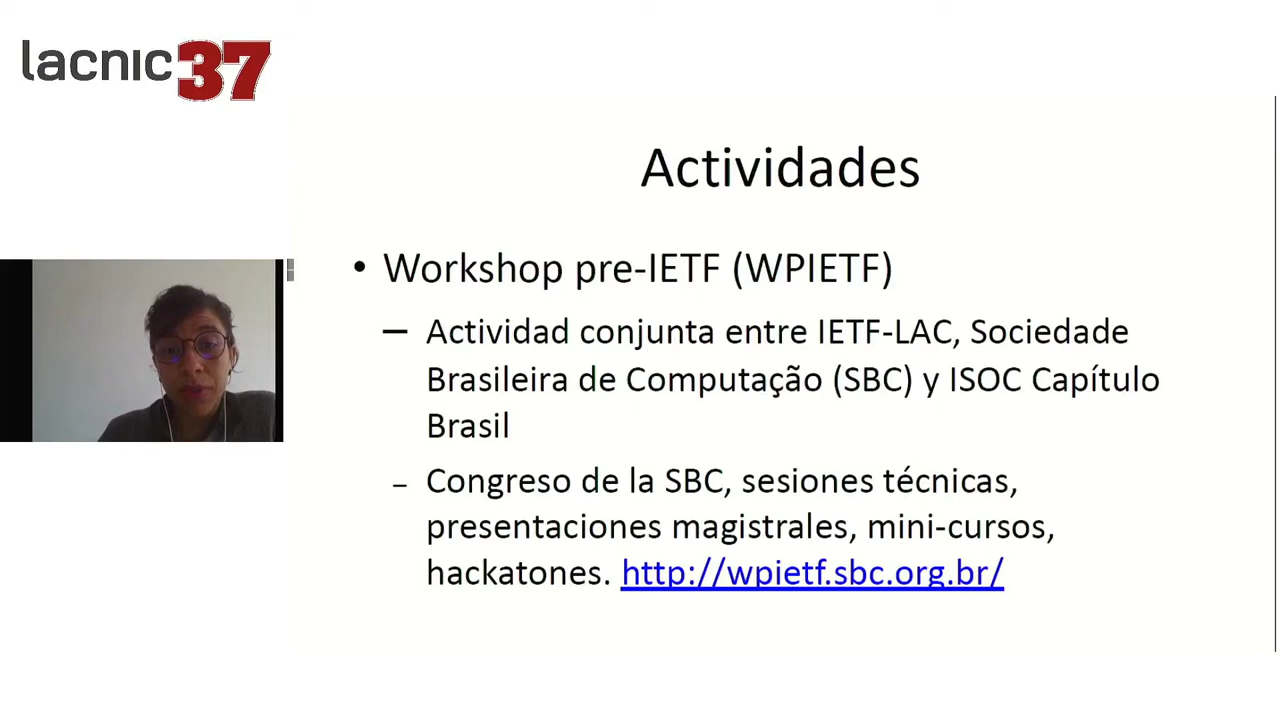 lacnic37
Actividades
• Workshop pre-IETF (WPIETF)
– Actividad conjunta entre IETF-LAC, Sociedade
Brasileira de Computação (SBC) y ISOC Capítulo
Brasil
– Congreso de la SBC, sesiones técnicas,
presentaciones magistrales, mini-cursos,
hackatones. http://wpietf.sbc.org.br/